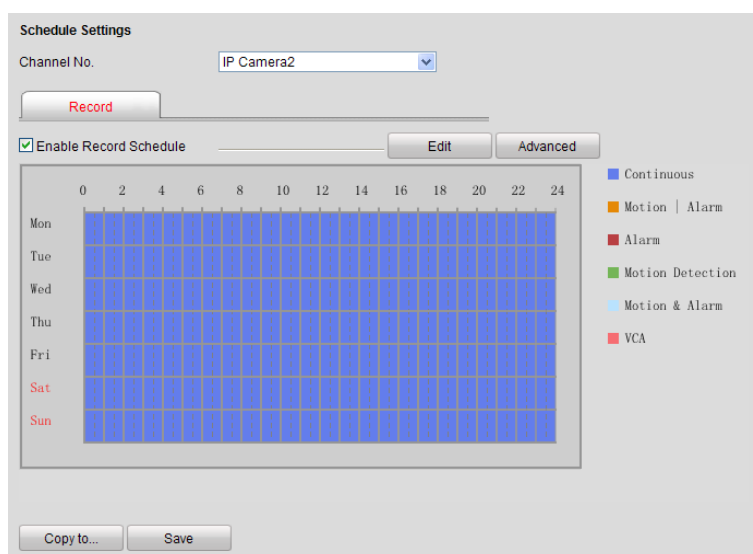 Schedule Settings
Channel No. IP Camera2
Record
Enable Record Schedule Edit Advanced
0 2 4 6 8 10 12 14 16 18 20 22 24
Mon
Tue
Wed
Thu
Fri
Sat
Sun
Continuous
Motion | Alarm
Alarm
Motion Detection
Motion & Alarm
VCA
Copy to... Save